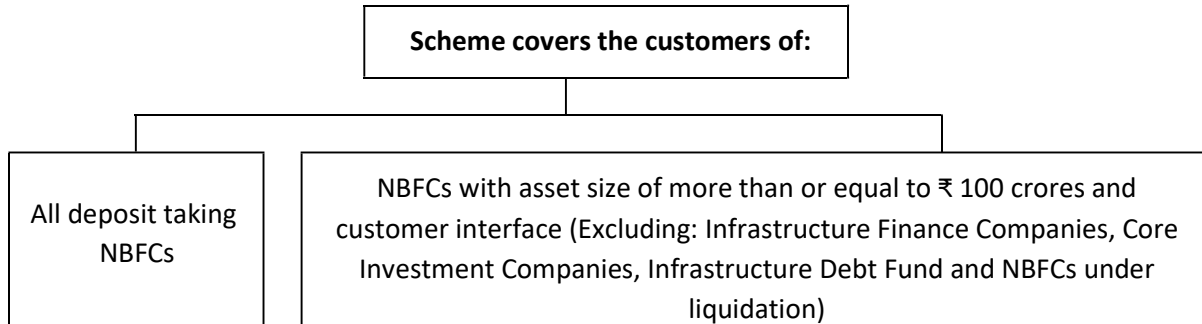 Scheme covers the customers of:
All deposit taking
NBFCs
NBFCs with asset size of more than or equal to ₹ 100 crores and
customer interface (Excluding: Infrastructure Finance Companies, Core
Investment Companies, Infrastructure Debt Fund and NBFCs under
liquidation)